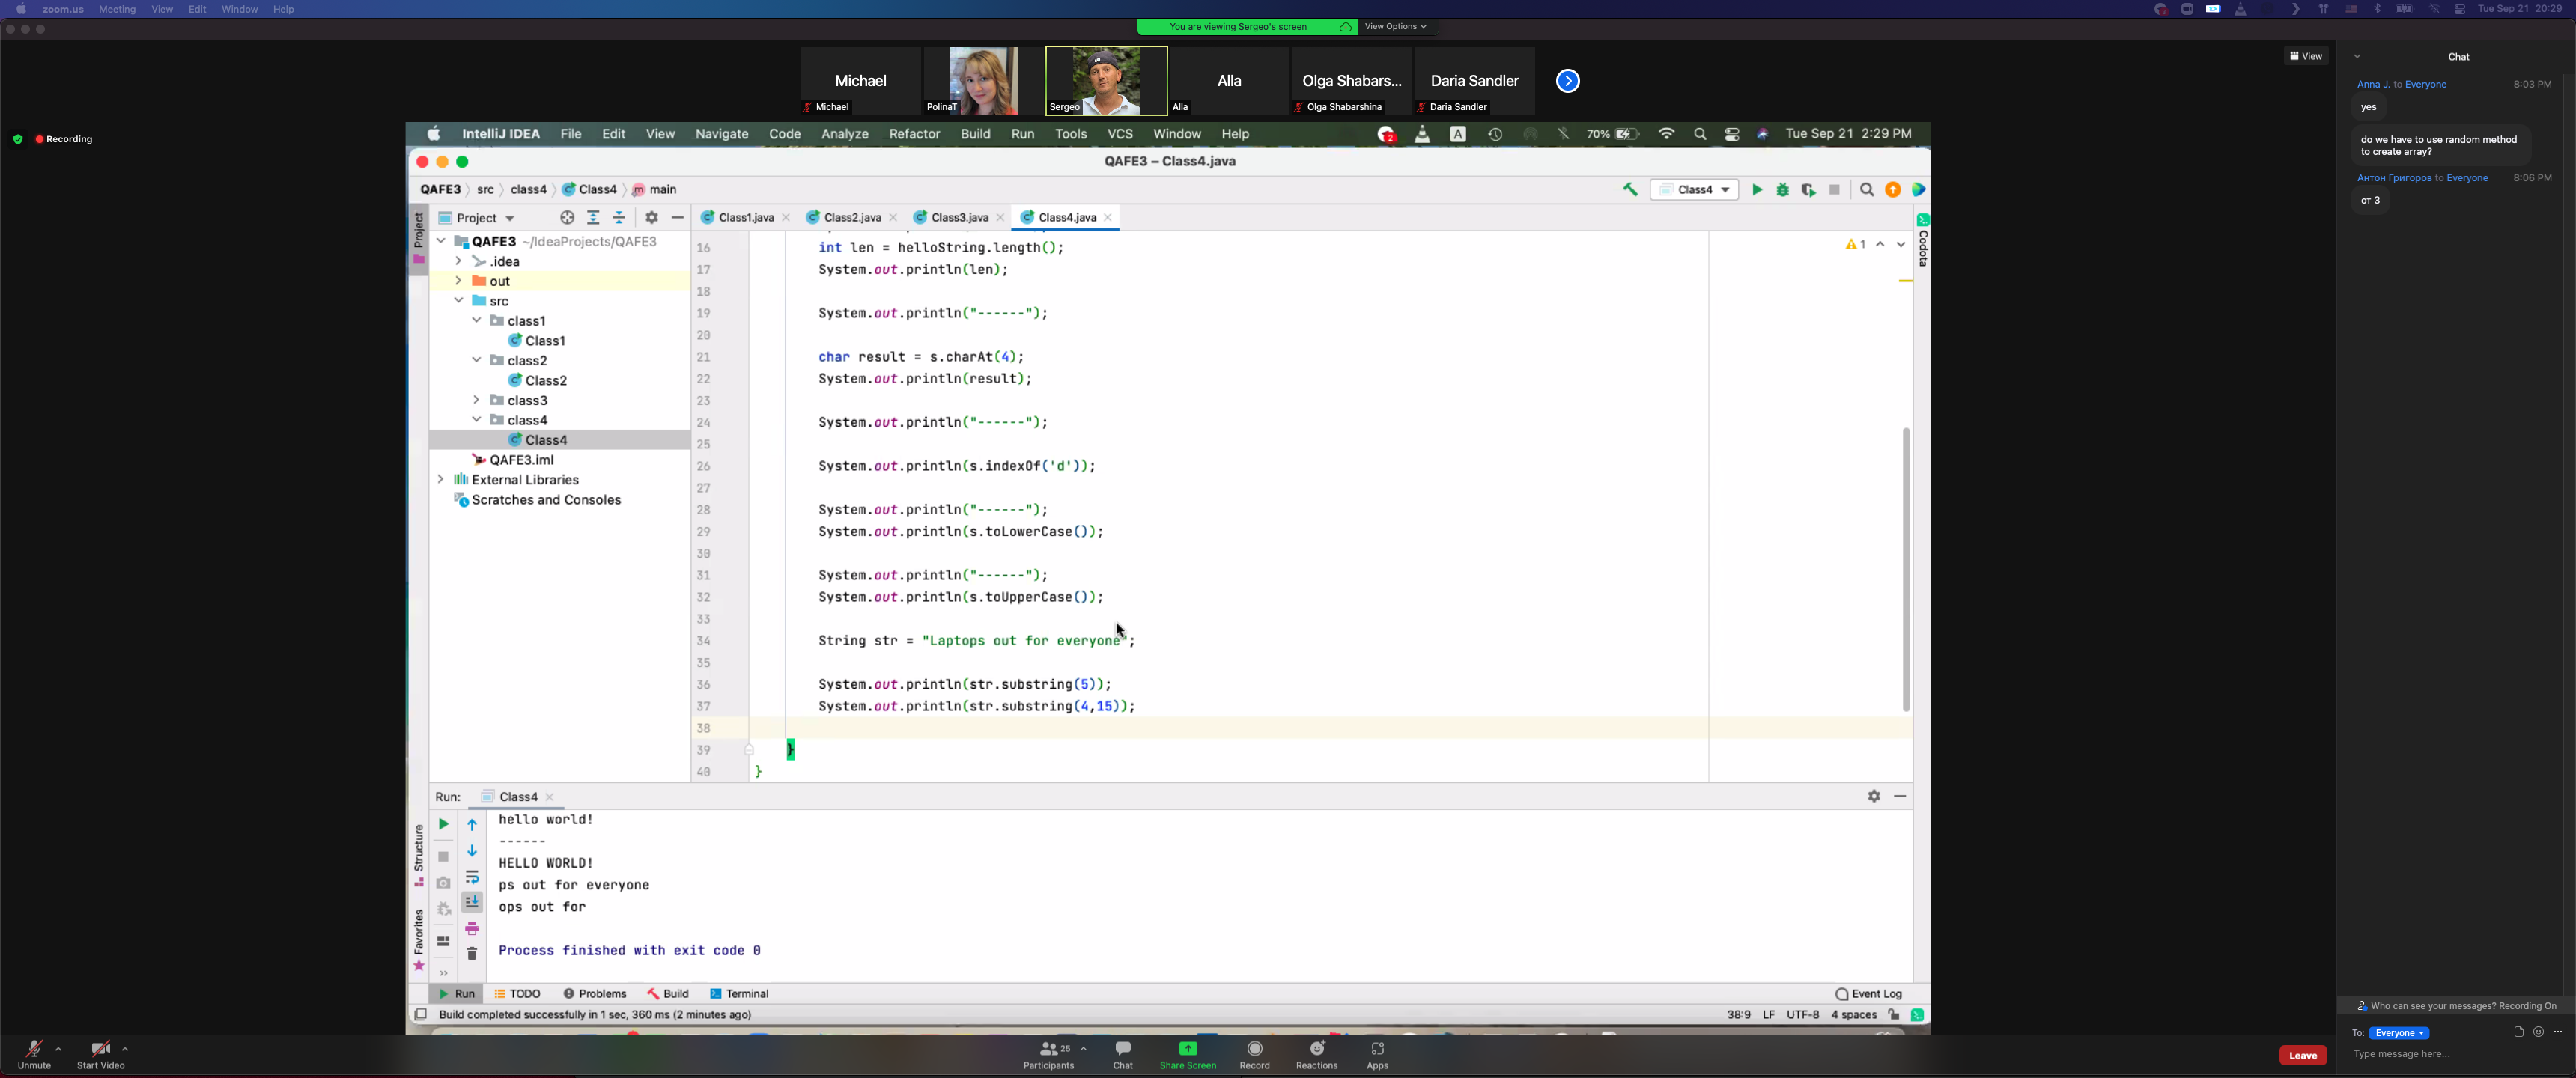 zoom.us Meeting View Edit Window Help
Tue Sep 21 20:29
You are viewing Sergeo's screen View Options
View
Michael
Alla
Olga Shabars...
Daria Sandler
Michael
PolinaT
Sergeo
Alla
Olga Shabarshina
Daria Sandler
Recording
IntelliJ IDEA File Edit View Navigate Code Analyze Refactor Build Run Tools VCS Window Help
2 A 70% Tue Sep 21 2:29 PM
QAFE3 – Class4.java
QAFE3 src class4 Class4 main
Class4
Project
Project
Class1.java
Class2.java
Class3.java
Class4.java
QAFE3 ~/IdeaProjects/QAFE3
.idea
out
src
class1
Class1
class2
Class2
class3
class4
Class4
QAFE3.iml
External Libraries
Scratches and Consoles
1
Codota
16 int len = helloString.length();
17 System.out.println(len);
18
19 System.out.println("------");
20
21 char result = s.charAt(4);
22 System.out.println(result);
23
24 System.out.println("------");
25
26 System.out.println(s.indexOf('d'));
27
28 System.out.println("------");
29 System.out.println(s.toLowerCase());
30
31 System.out.println("------");
32 System.out.println(s.toUpperCase());
33
34 String str = "Laptops out for everyone";
35
36 System.out.println(str.substring(5));
37 System.out.println(str.substring(4,15));
38
39 }
40 }
Run: Class4
Structure
Favorites
hello world!
------
HELLO WORLD!
ps out for everyone
ops out for

Process finished with exit code 0
Run TODO Problems Build Terminal
Event Log
Build completed successfully in 1 sec, 360 ms (2 minutes ago)
38:9 LF UTF-8 4 spaces
Chat
Anna J. to Everyone 8:03 PM
yes
do we have to use random method
to create array?
Антон Григоров to Everyone 8:06 PM
от 3
Who can see your messages? Recording On
To: Everyone
Type message here...
Unmute
Start Video
25
Participants
Chat
Share Screen
Record
Reactions
Apps
Leave